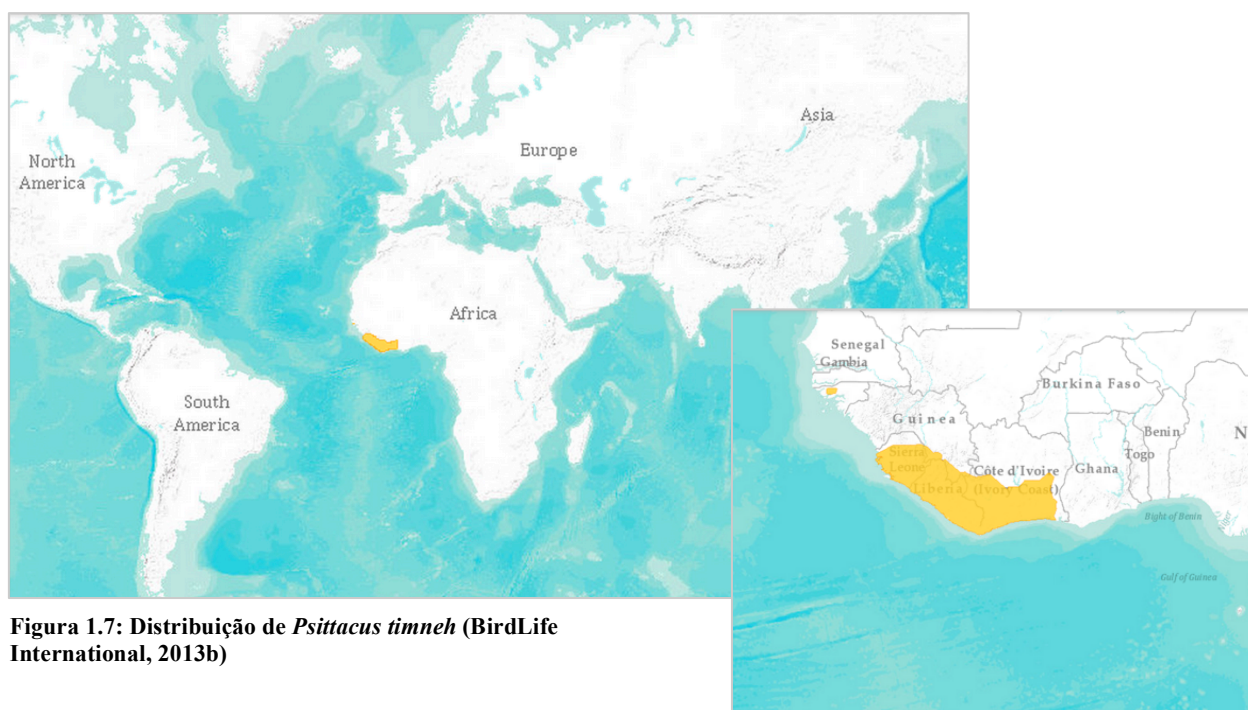 North
America
Europe
Asia
Africa
South
America
Senegal
Gambia
Burkina Faso
Guinea
Benin
N
Togo
Sierra
Leone
Côte d'Ivoire
(Ivory Coast)
Ghana
Liberia
Bight of Benin
Gulf of Guinea
Figura 1.7: Distribuição de Psittacus timneh (BirdLife
International, 2013b)